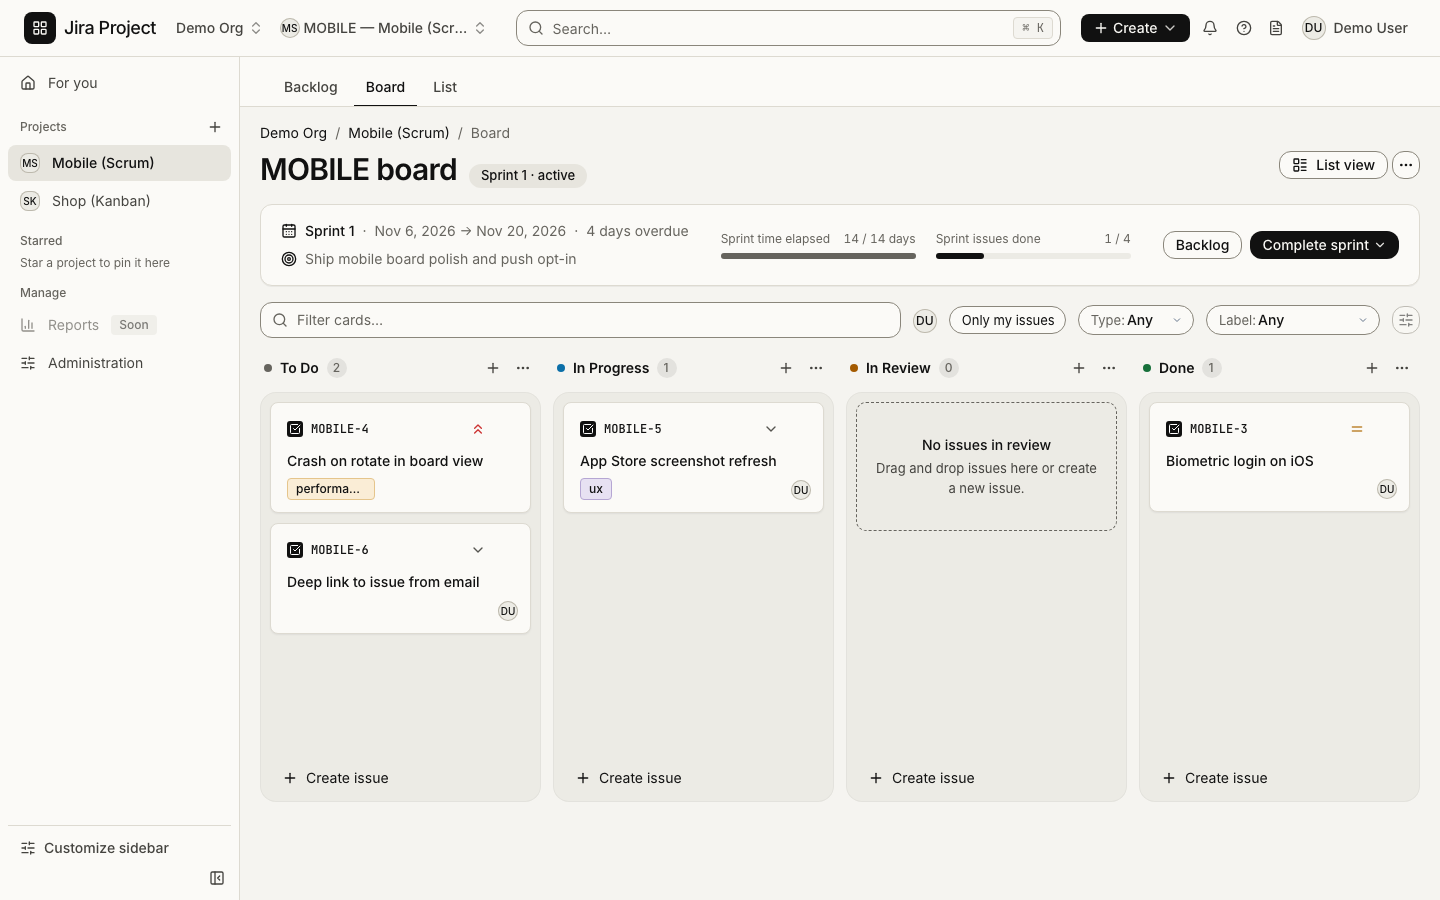 Jira Project
Demo Org
MS MOBILE — Mobile (Scr...
Search...
⌘ K
Create
DU Demo User
For you
Projects
MS Mobile (Scrum)
SK Shop (Kanban)
Starred
Star a project to pin it here
Manage
Reports Soon
Administration
Customize sidebar
Backlog Board List
Demo Org / Mobile (Scrum) / Board
MOBILE board
Sprint 1 · active
List view
Sprint 1 · Nov 6, 2026 → Nov 20, 2026 · 4 days overdue
Ship mobile board polish and push opt-in
Sprint time elapsed 14 / 14 days
Sprint issues done 1 / 4
Backlog
Complete sprint
Filter cards...
DU
Only my issues
Type: Any
Label: Any
To Do 2
MOBILE-4
Crash on rotate in board view
performa...
MOBILE-6
Deep link to issue from email
DU
Create issue
In Progress 1
MOBILE-5
App Store screenshot refresh
ux
DU
Create issue
In Review 0
No issues in review
Drag and drop issues here or create
a new issue.
Create issue
Done 1
MOBILE-3
Biometric login on iOS
DU
Create issue